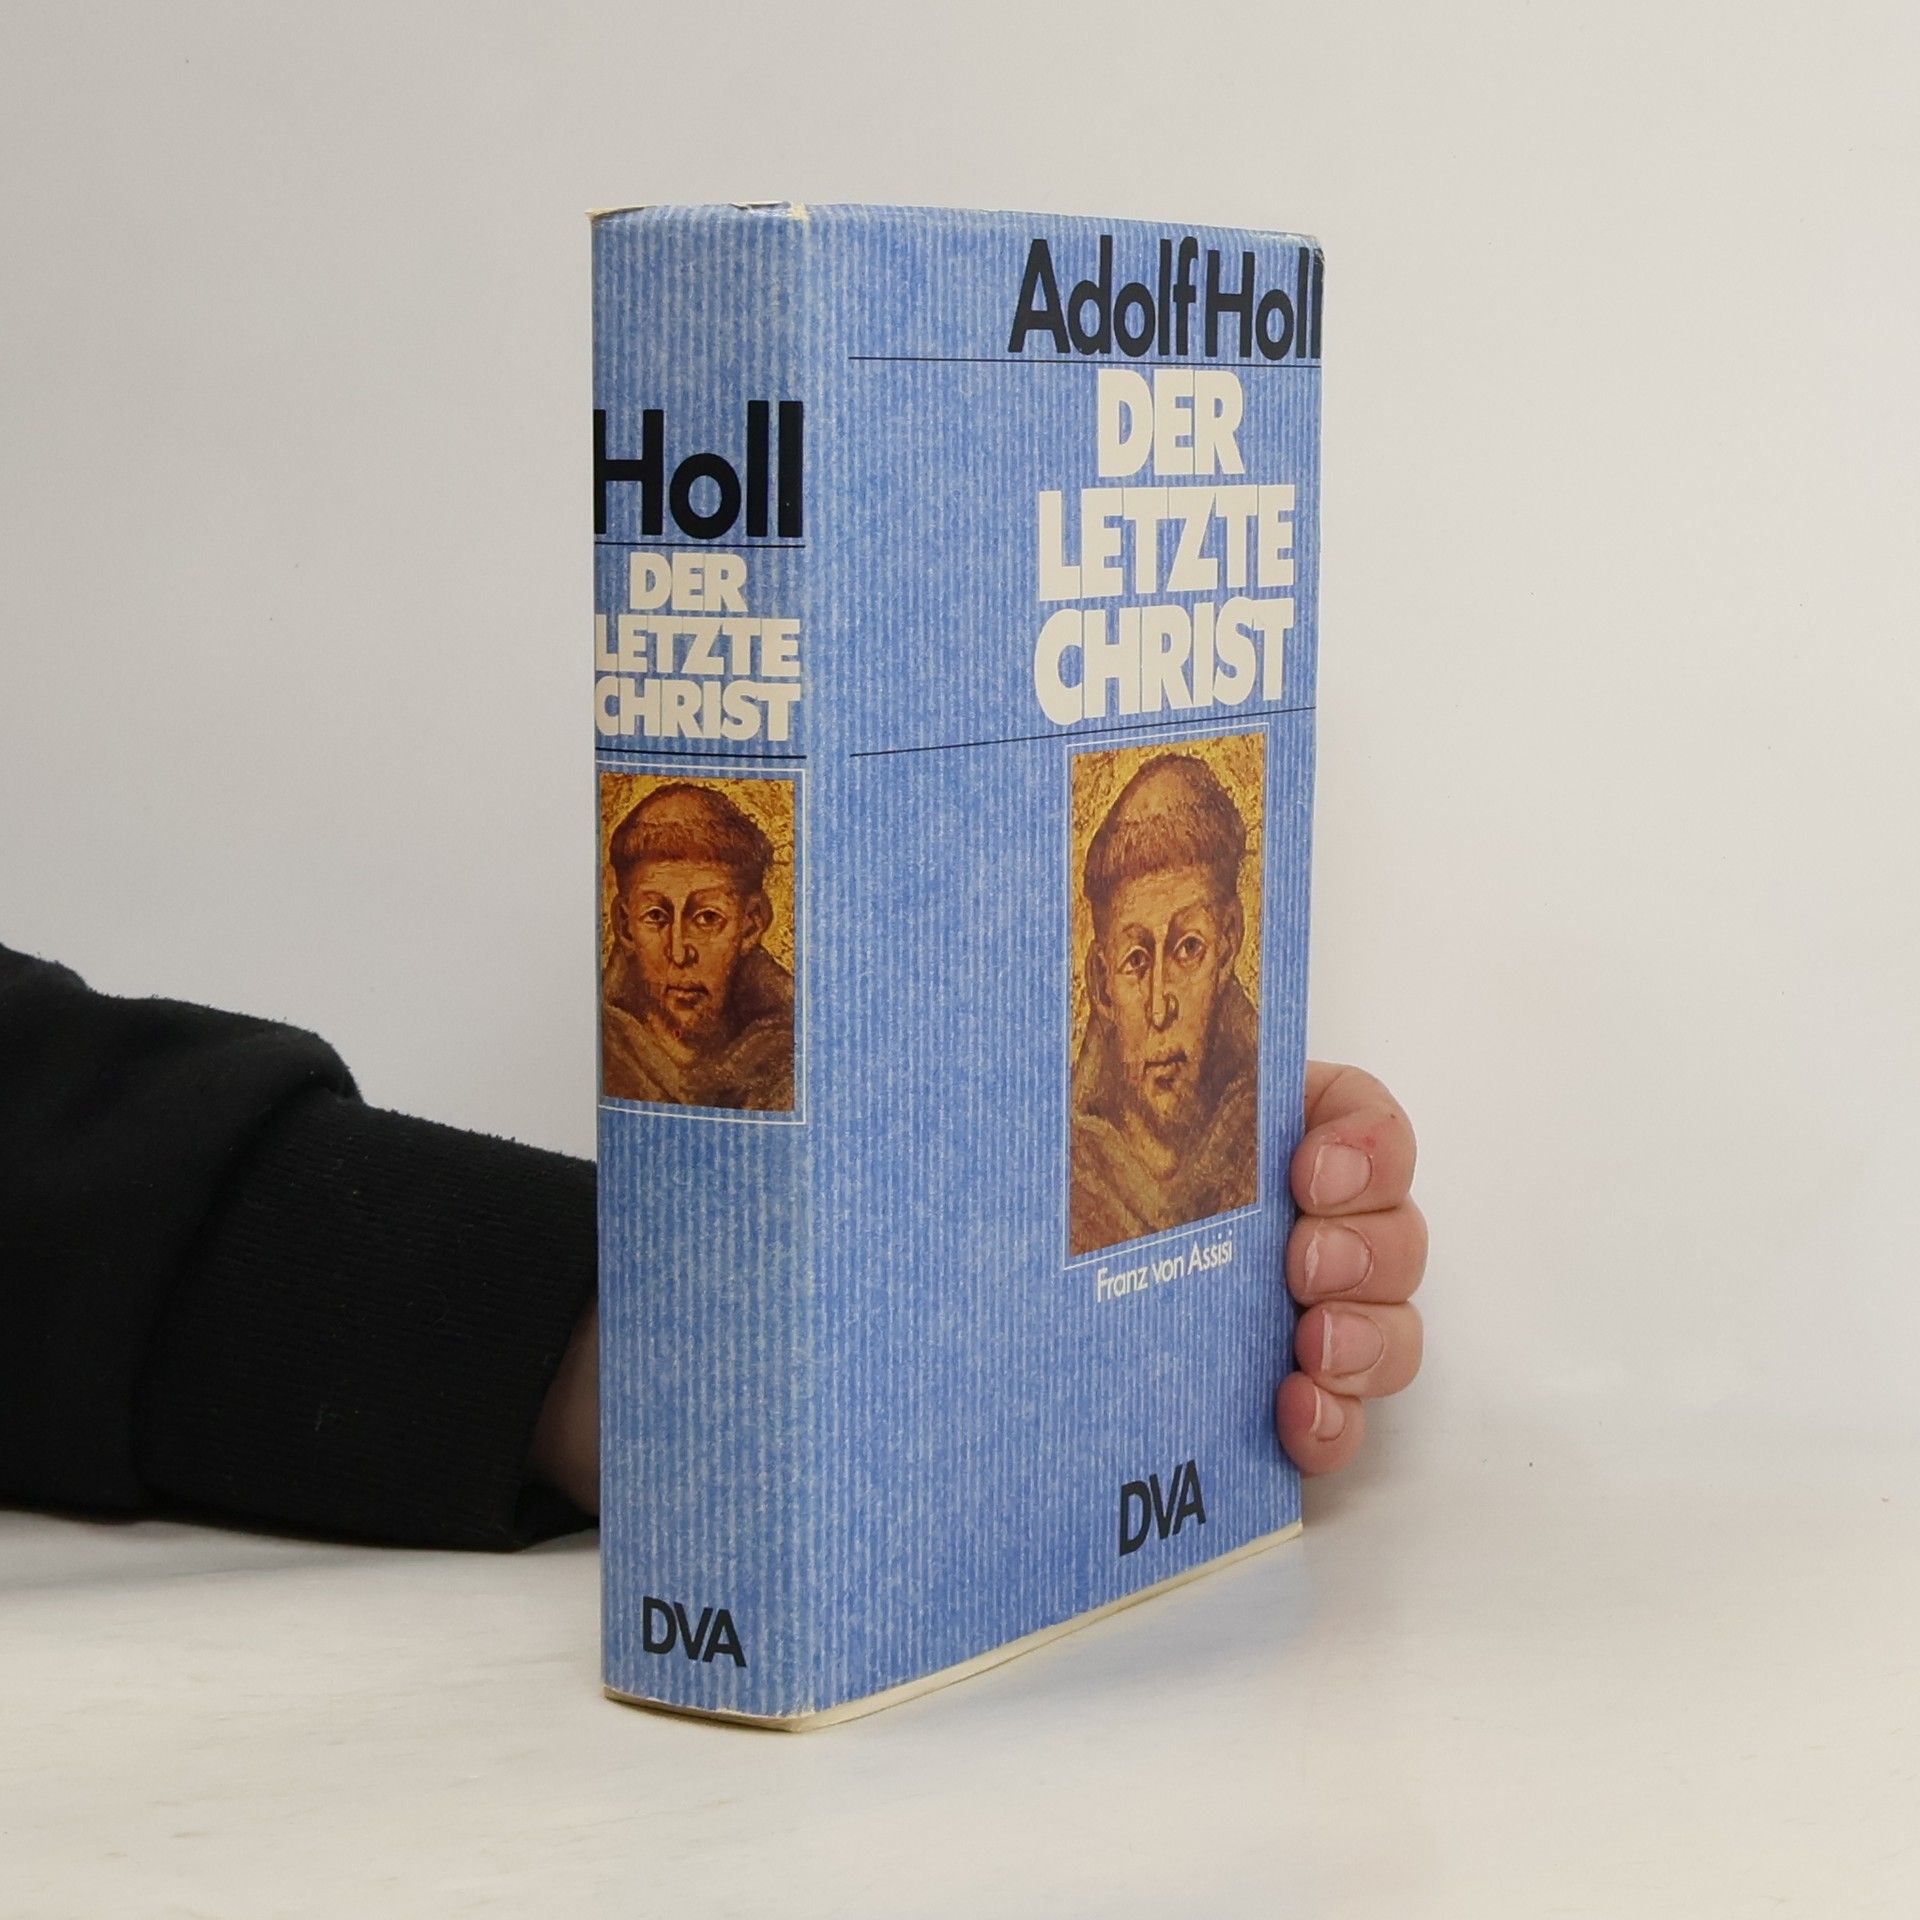 Holl
DER
LETZTE
CHRIST
DVA
Adolf Holl
DER
LETZTE
CHRIST
Franz von Assisi
DVA